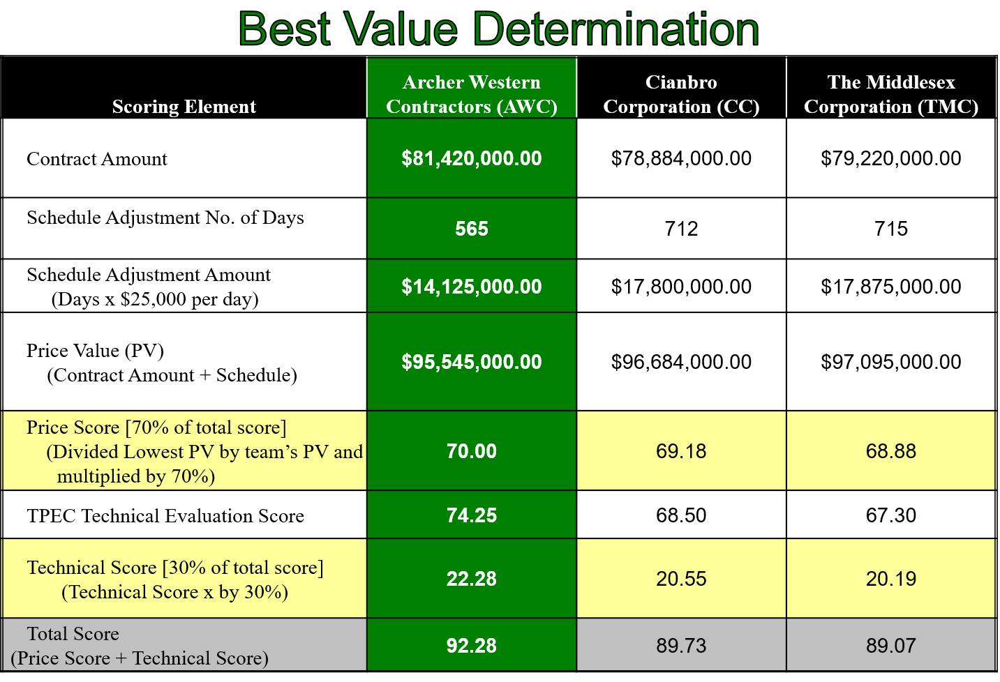 Best Value Determination
Scoring Element
Archer Western
Contractors (AWC)
Cianbro
Corporation (CC)
The Middlesex
Corporation (TMC)
Contract Amount
$81,420,000.00
$78,884,000.00
$79,220,000.00
Schedule Adjustment No. of Days
565
712
715
Schedule Adjustment Amount
(Days x $25,000 per day)
$14,125,000.00
$17,800,000.00
$17,875,000.00
Price Value (PV)
(Contract Amount + Schedule)
$95,545,000.00
$96,684,000.00
$97,095,000.00
Price Score [70% of total score]
(Divided Lowest PV by team’s PV and
multiplied by 70%)
70.00
69.18
68.88
TPEC Technical Evaluation Score
74.25
68.50
67.30
Technical Score [30% of total score]
(Technical Score x by 30%)
22.28
20.55
20.19
Total Score
(Price Score + Technical Score)
92.28
89.73
89.07